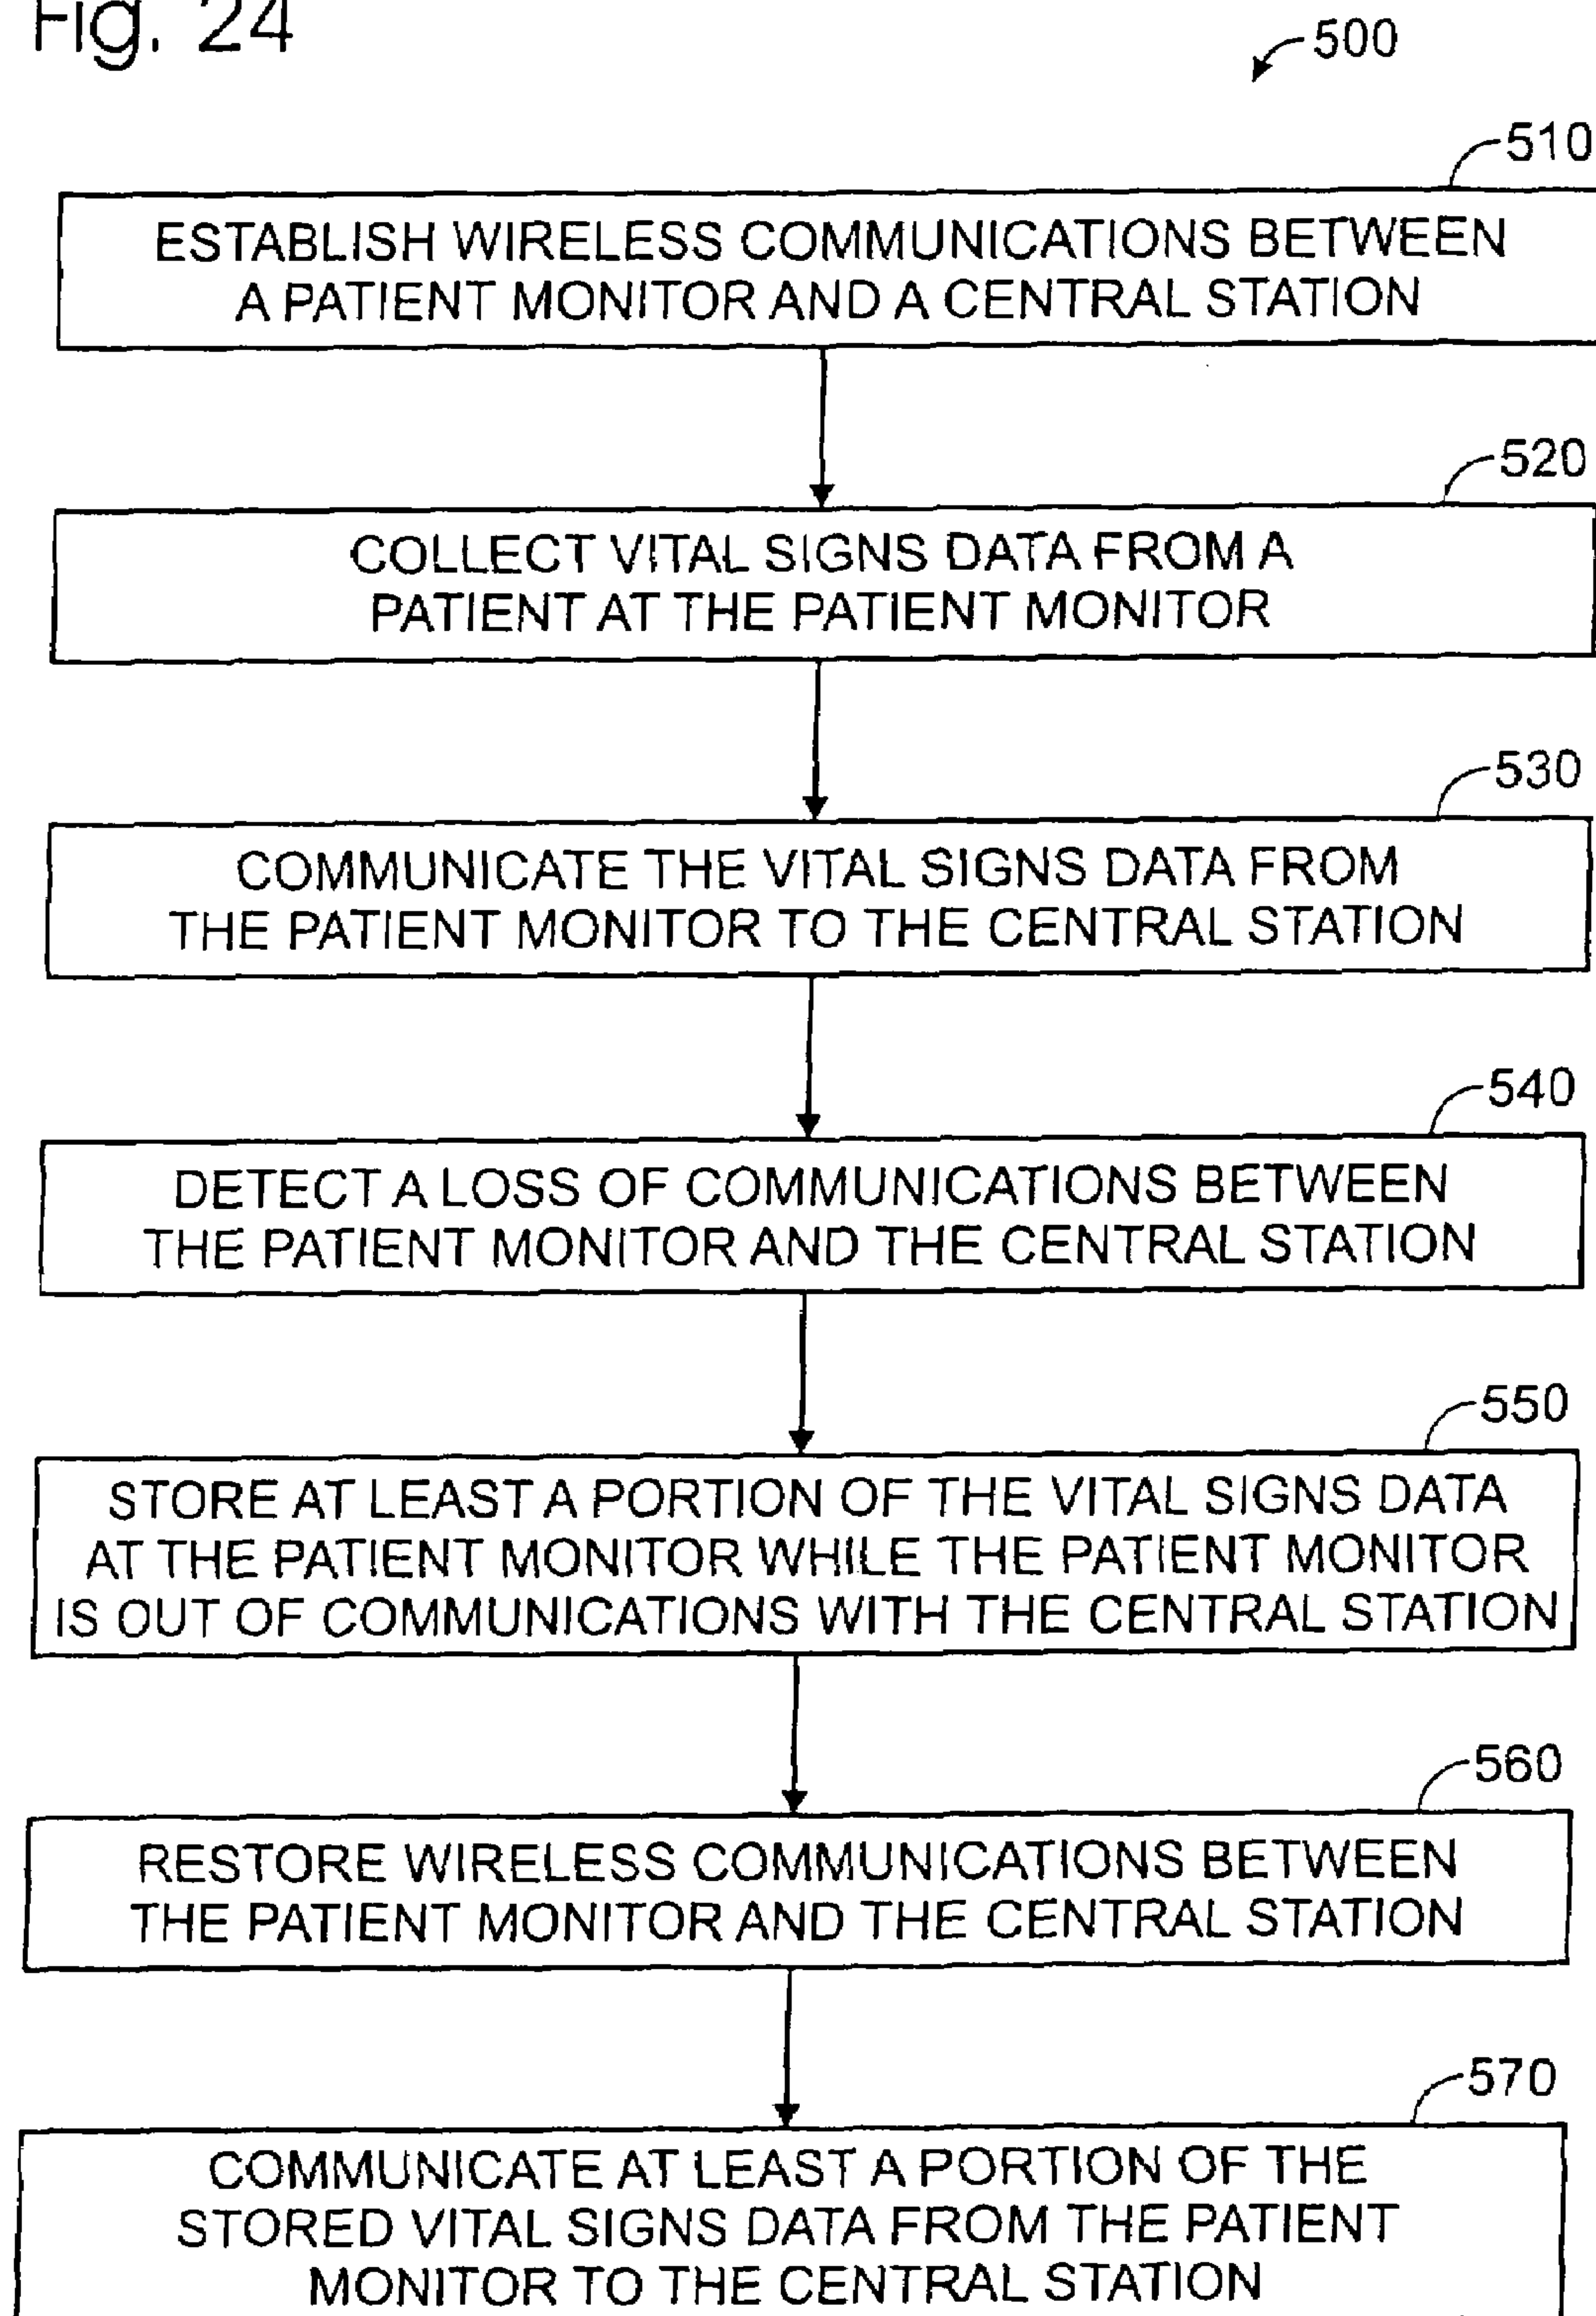 Fig. 24
500
510
ESTABLISH WIRELESS COMMUNICATIONS BETWEEN
A PATIENT MONITOR AND A CENTRAL STATION
520
COLLECT VITAL SIGNS DATA FROM A
PATIENT AT THE PATIENT MONITOR
530
COMMUNICATE THE VITAL SIGNS DATA FROM
THE PATIENT MONITOR TO THE CENTRAL STATION
540
DETECT A LOSS OF COMMUNICATIONS BETWEEN
THE PATIENT MONITOR AND THE CENTRAL STATION
550
STORE AT LEAST A PORTION OF THE VITAL SIGNS DATA
AT THE PATIENT MONITOR WHILE THE PATIENT MONITOR
IS OUT OF COMMUNICATIONS WITH THE CENTRAL STATION
560
RESTORE WIRELESS COMMUNICATIONS BETWEEN
THE PATIENT MONITOR AND THE CENTRAL STATION
570
COMMUNICATE AT LEAST A PORTION OF THE
STORED VITAL SIGNS DATA FROM THE PATIENT
MONITOR TO THE CENTRAL STATION